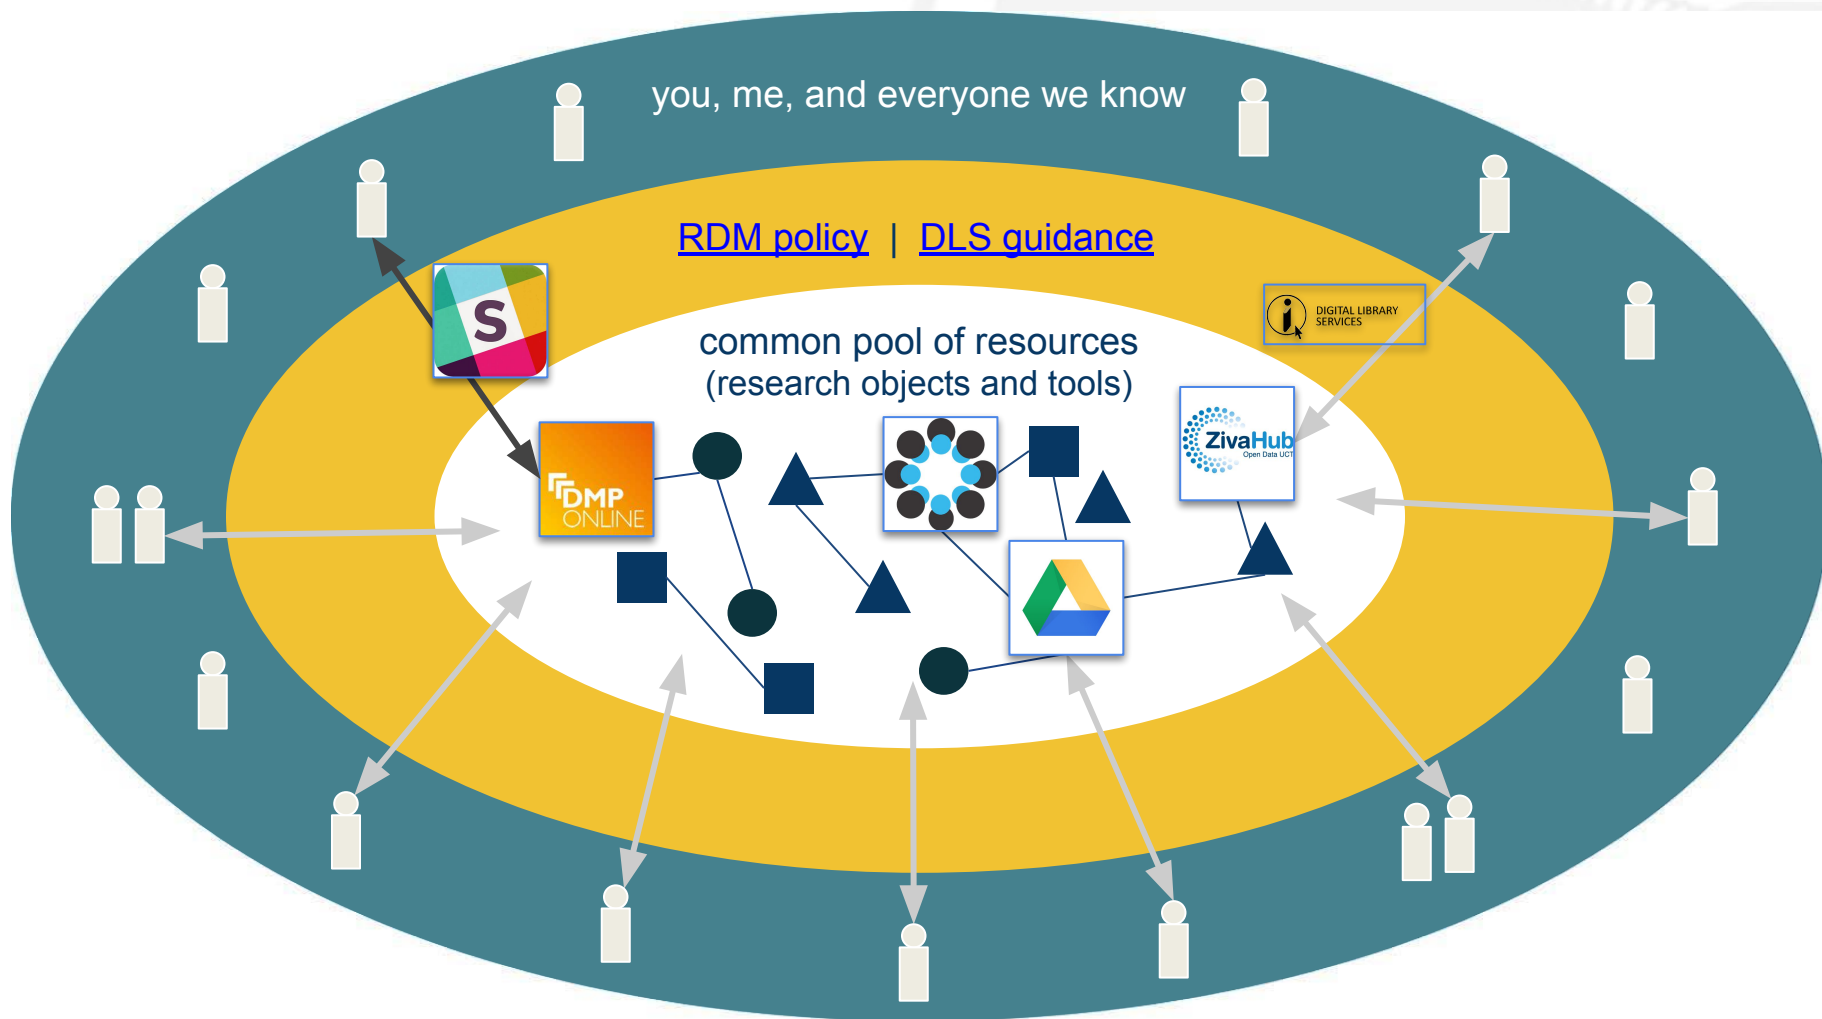 you, me, and everyone we know
RDM policy | DLS guidance
S
DIGITAL LIBRARY
SERVICES
common pool of resources
(research objects and tools)
ZivaHub
Open Data UCT
DMP
ONLINE